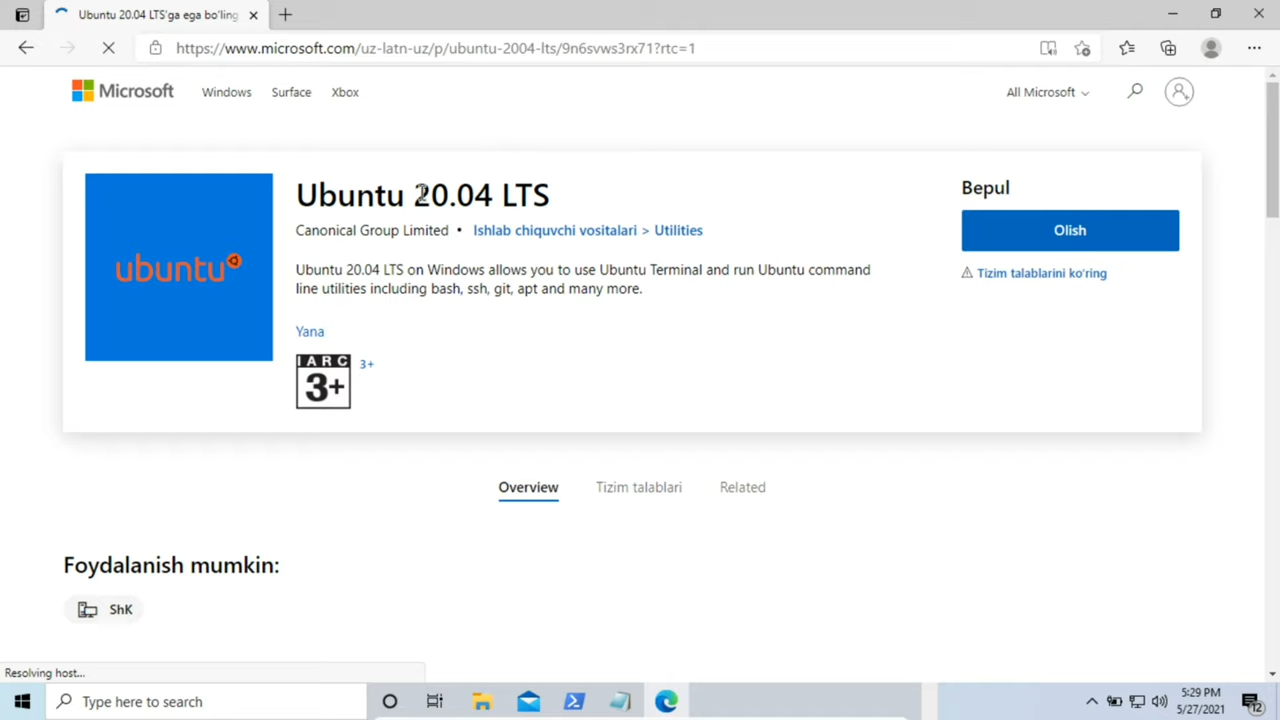 Ubuntu 20.04 LTS'ga ega bo'ling
https://www.microsoft.com/uz-latn-uz/p/ubuntu-2004-lts/9n6svws3rx71?rtc=1
Microsoft Windows Surface Xbox All Microsoft
Ubuntu 20.04 LTS
Canonical Group Limited • Ishlab chiquvchi vositalari > Utilities
Ubuntu 20.04 LTS on Windows allows you to use Ubuntu Terminal and run Ubuntu command
line utilities including bash, ssh, git, apt and many more.
Yana
IARC
3+
3+
ubuntu
Bepul
Olish
Tizim talablarini ko'ring
Overview Tizim talablari Related
Foydalanish mumkin:
ShK
Resolving host...
Type here to search
5:29 PM
5/27/2021
12